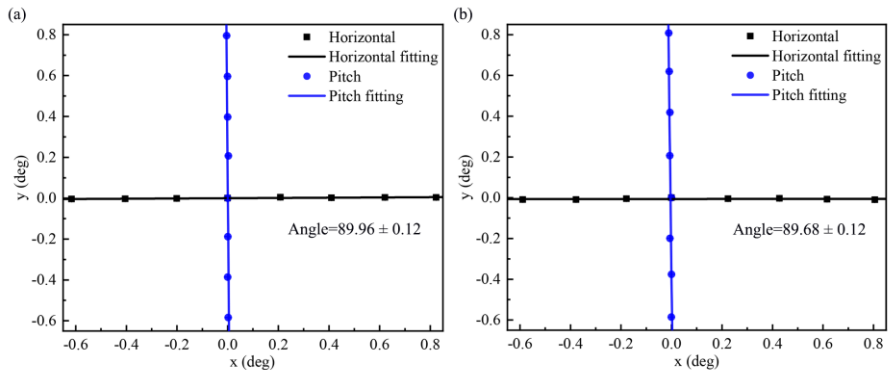 (a)
0.8
0.6
0.4
0.2
0.0
-0.2
-0.4
-0.6
y (deg)
-0.6 -0.4 -0.2 0.0 0.2 0.4 0.6 0.8
x (deg)
Horizontal
Horizontal fitting
Pitch
Pitch fitting
Angle=89.96 ± 0.12
(b)
0.8
0.6
0.4
0.2
0.0
-0.2
-0.4
-0.6
y (deg)
-0.6 -0.4 -0.2 0.0 0.2 0.4 0.6 0.8
x (deg)
Horizontal
Horizontal fitting
Pitch
Pitch fitting
Angle=89.68 ± 0.12